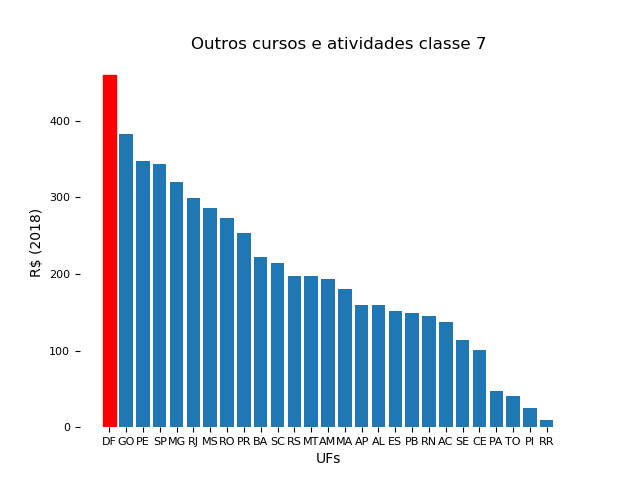 Outros cursos e atividades classe 7
R$ (2018)
400
300
200
100
0
DF GO PE SP MG RJ MS RO PR BA SC RS MT AM MA AP AL ES PB RN AC SE CE PA TO PI RR
UFs